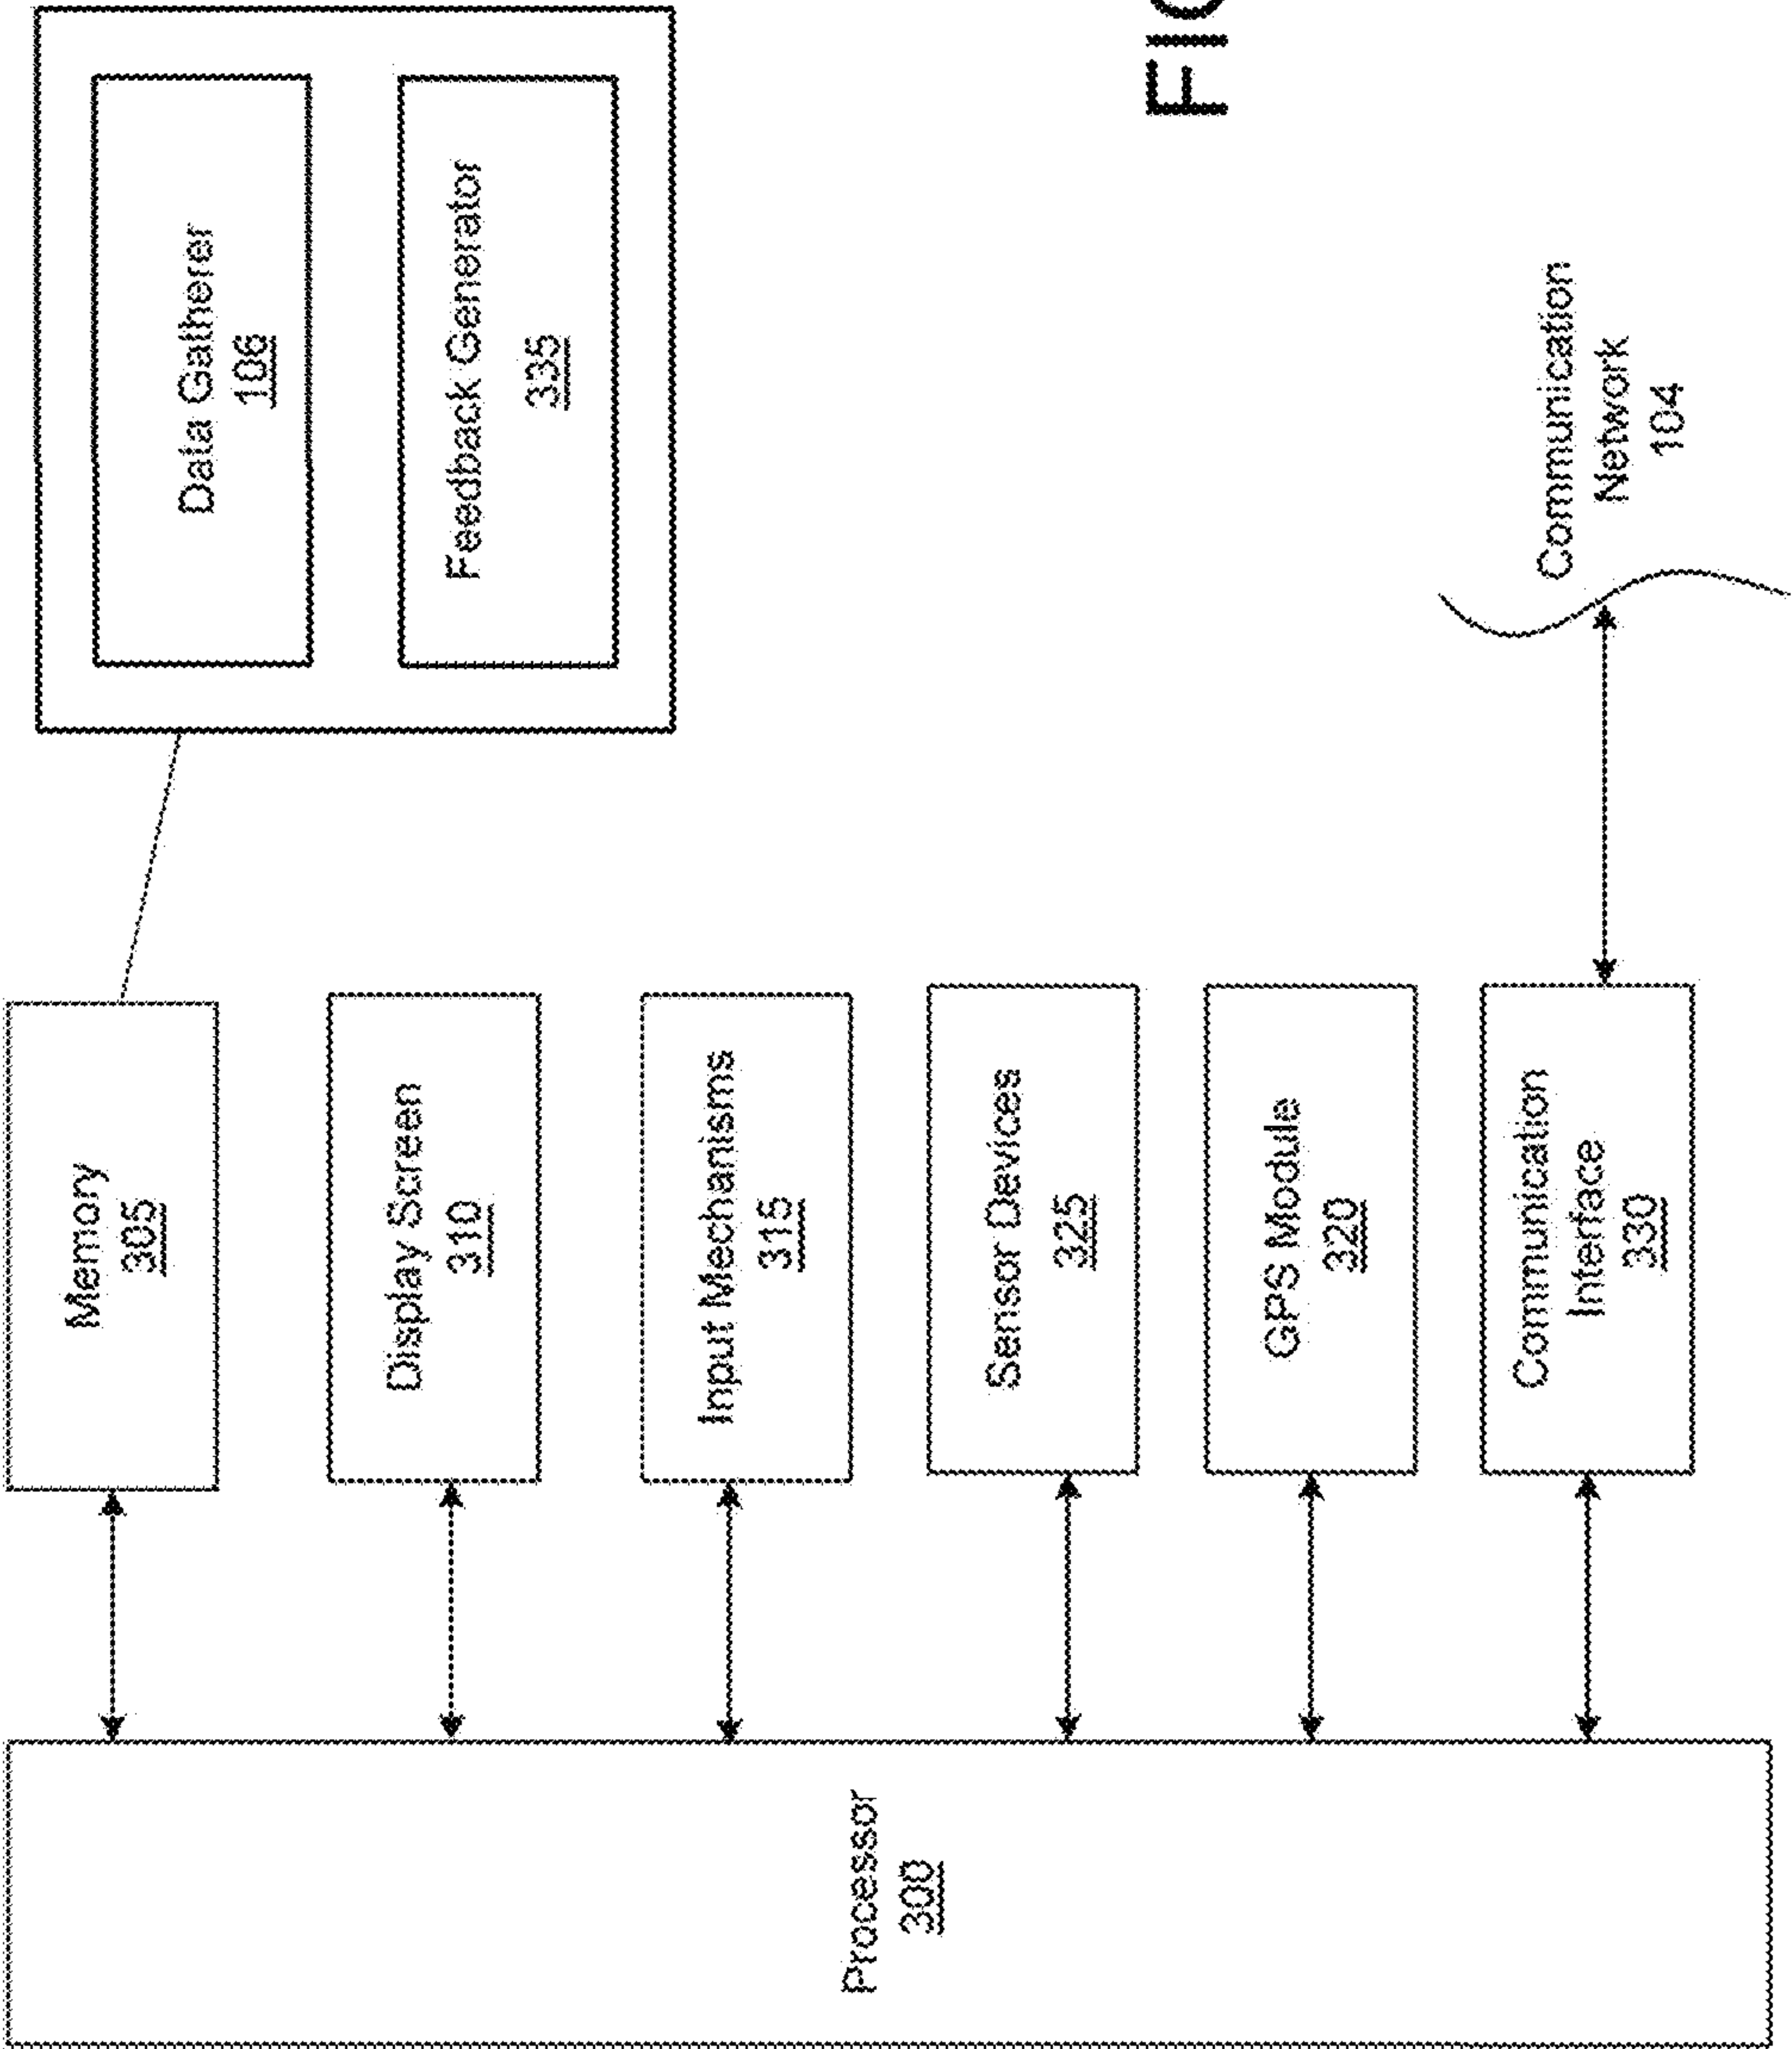 Processor
300
Memory
305
Display Screen
310
Input Mechanisms
315
Sensor Devices
325
GPS Module
320
Communication
Interface
330
Data Gatherer
106
Feedback Generator
335
Communication
Network
104